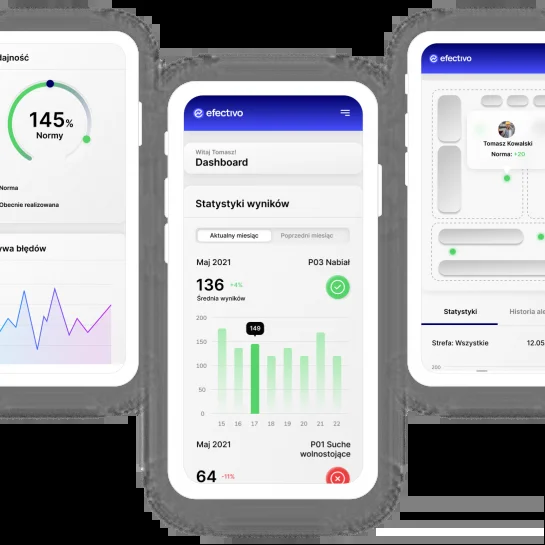 dajność
145%
Normy
Norma
Obecnie realizowana
ywa błędów
efectivo
Witaj Tomasz!
Dashboard
Statystyki wyników
Aktualny miesiąc
Poprzedni miesiąc
Maj 2021
P03 Nabiał
136 +4%
Średnia wyników
200
149
150
100
50
0
15 16 17 18 19 20 21 22
Maj 2021
P01 Suche
wolnostojące
64 -11%
efectivo
Tomasz Kowalski
Norma: +20
Statystyki
Historia ale
Strefa: Wszystkie
12.05
200